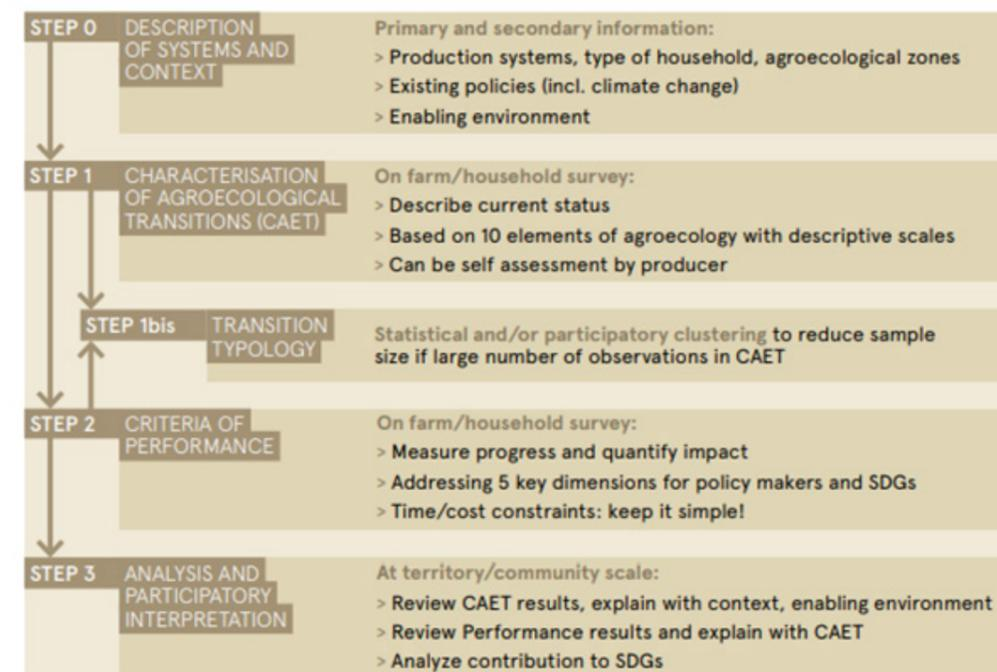 STEP 0
DESCRIPTION
OF SYSTEMS AND
CONTEXT
Primary and secondary information:
> Production systems, type of household, agroecological zones
> Existing policies (incl. climate change)
> Enabling environment
STEP 1
CHARACTERISATION
OF AGROECOLOGICAL
TRANSITIONS (CAET)
On farm/household survey:
> Describe current status
> Based on 10 elements of agroecology with descriptive scales
> Can be self assessment by producer
STEP 1bis
TRANSITION
TYPOLOGY
Statistical and/or participatory clustering to reduce sample
size if large number of observations in CAET
STEP 2
CRITERIA OF
PERFORMANCE
On farm/household survey:
> Measure progress and quantify impact
> Addressing 5 key dimensions for policy makers and SDGs
> Time/cost constraints: keep it simple!
STEP 3
ANALYSIS AND
PARTICIPATORY
INTERPRETATION
At territory/community scale:
> Review CAET results, explain with context, enabling environment
> Review Performance results and explain with CAET
> Analyze contribution to SDGs